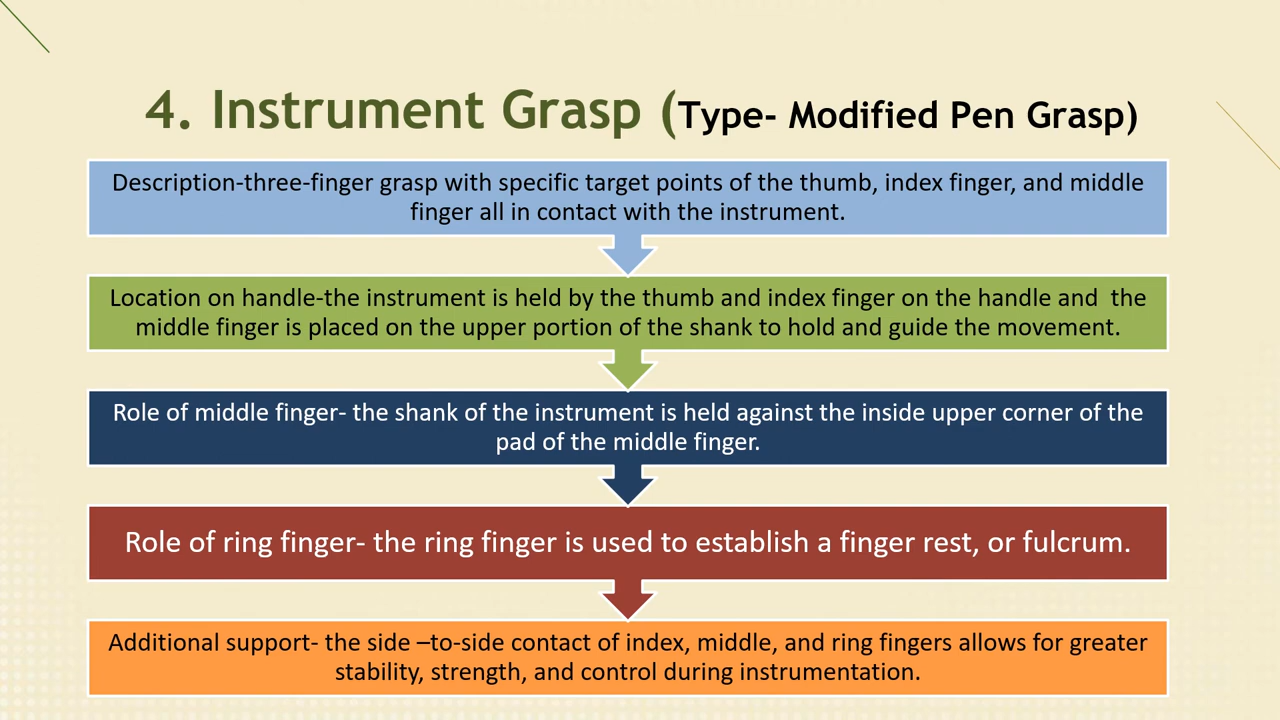 4. Instrument Grasp (Type- Modified Pen Grasp)
Description-three-finger grasp with specific target points of the thumb, index finger, and middle
finger all in contact with the instrument.
Location on handle-the instrument is held by the thumb and index finger on the handle and  the
middle finger is placed on the upper portion of the shank to hold and guide the movement.
Role of middle finger- the shank of the instrument is held against the inside upper corner of the
pad of the middle finger.
Role of ring finger- the ring finger is used to establish a finger rest, or fulcrum.
Additional support- the side –to-side contact of index, middle, and ring fingers allows for greater
stability, strength, and control during instrumentation.